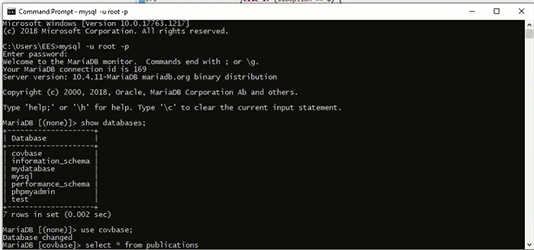 Command Prompt - mysql -u root -p
Microsoft Windows [Version 10.0.17763.1217]
(c) 2018 Microsoft Corporation. All rights reserved.
C:\Users\EES>mysql -u root -p
Enter password:
Welcome to the MariaDB monitor.  Commands end with ; or \g.
Your MariaDB connection id is 169
Server version: 10.4.11-MariaDB mariadb.org binary distribution
Copyright (c) 2000, 2018, Oracle, MariaDB Corporation Ab and others.
Type 'help;' or '\h' for help. Type '\c' to clear the current input statement.
MariaDB [(none)]> show databases;
+--------------------+
| Database           |
+--------------------+
| covbase            |
| information_schema |
| mydatabase         |
| mysql              |
| performance_schema |
| phpmyadmin         |
| test               |
+--------------------+
7 rows in set (0.002 sec)
MariaDB [(none)]> use covbase;
Database changed
MariaDB [covbase]> select * from publications